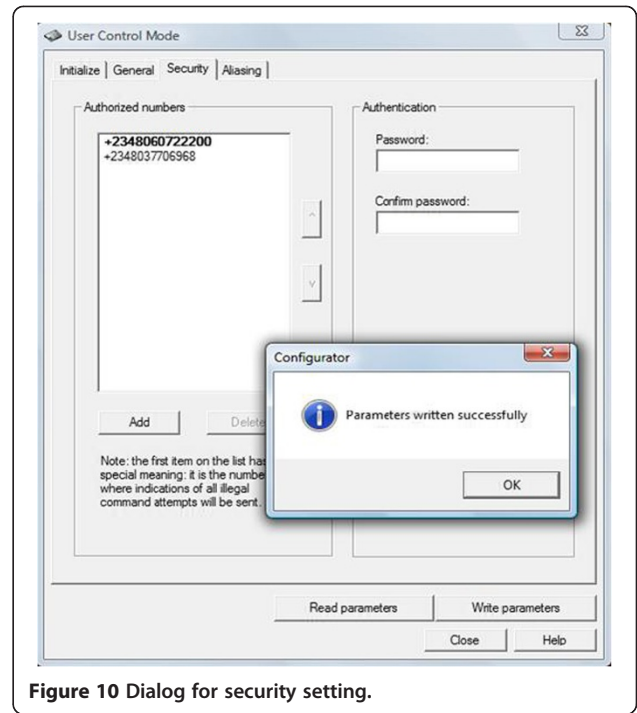 User Control Mode
Initialize General Security Aliasing
Authorized numbers
+2348060722200
+2348037706968
^
v
Add Delete
Note: the first item on the list has
special meaning: it is the numbe
where indications of all illegal
command attempts will be sent.
Authentication
Password:
Confirm password:
Configurator
Parameters written successfully
OK
Read parameters Write parameters
Close Help
Figure 10 Dialog for security setting.